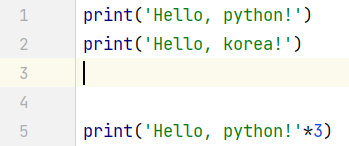 1 print('Hello, python!')
2 print('Hello, korea!')
3
4
5 print('Hello, python!'*3)